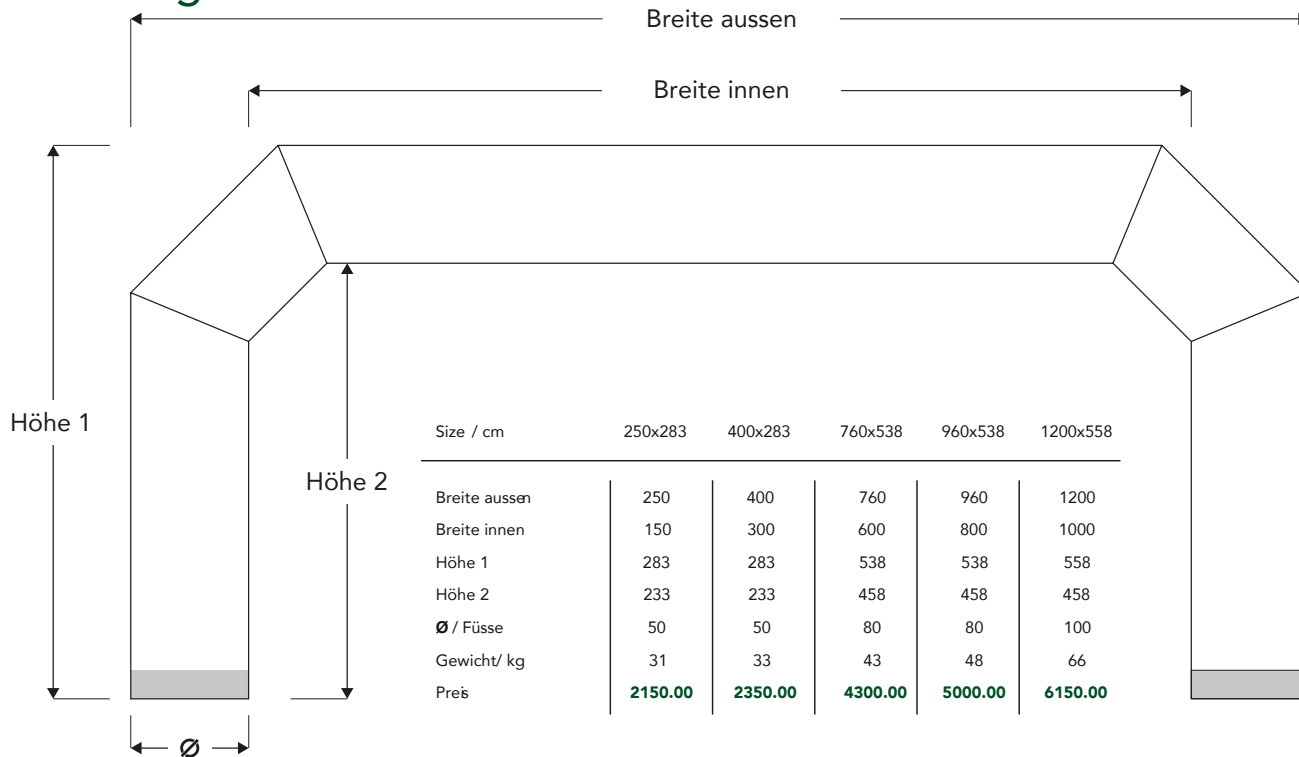 Breite aussen
Breite innen
Höhe 1
Höhe 2
Size / cm 250x283 400x283 760x538 960x538 1200x558
Breite aussen 250 400 760 960 1200
Breite innen 150 300 600 800 1000
Höhe 1 283 283 538 538 558
Höhe 2 233 233 458 458 458
Ø / Füsse 50 50 80 80 100
Gewicht/ kg 31 33 43 48 66
Preis 2150.00 2350.00 4300.00 5000.00 6150.00
Ø